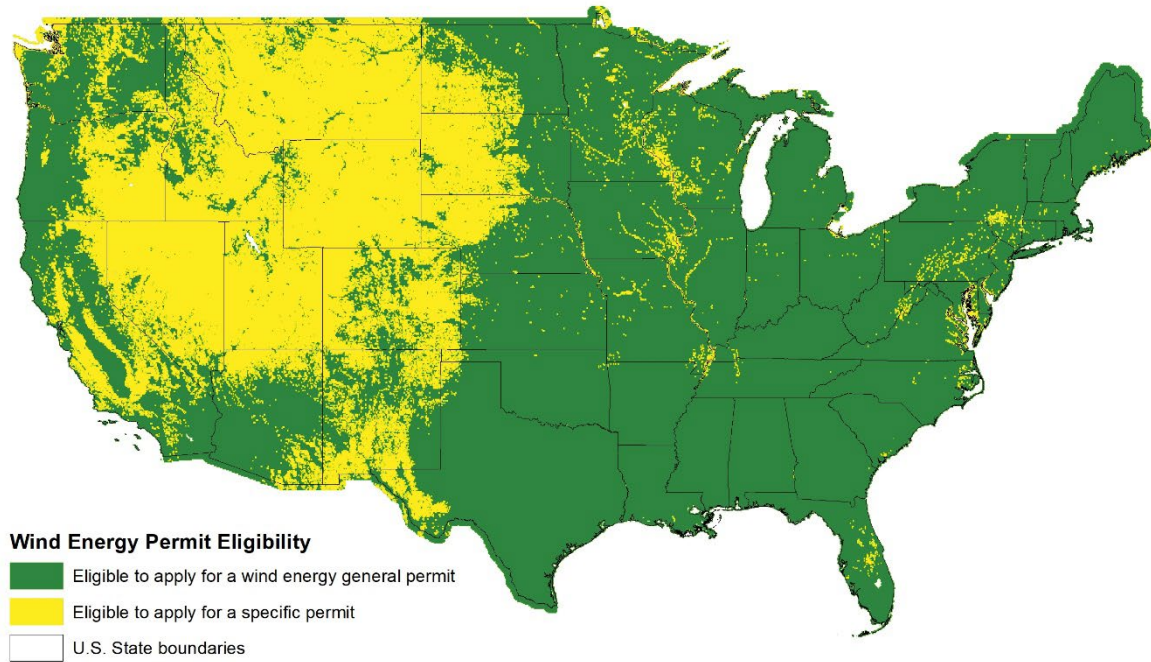 Wind Energy Permit Eligibility
Eligible to apply for a wind energy general permit
Eligible to apply for a specific permit
U.S. State boundaries